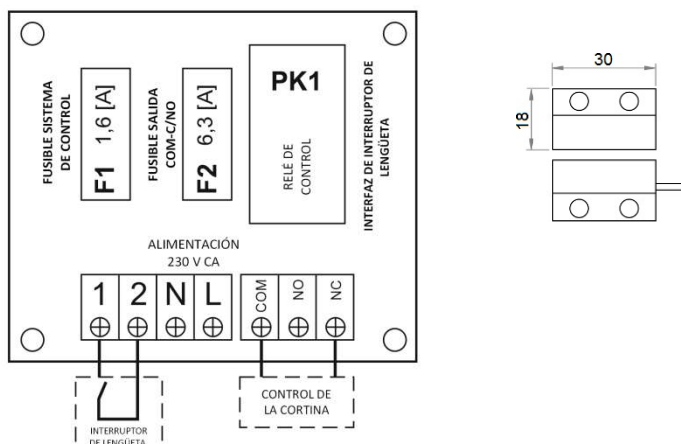 FUSIBLE SISTEMA
DE CONTROL
F1 1,6 [A]
FUSIBLE SALIDA
COM-C/NO
F2 6,3 [A]
PK1
RELÉ DE
CONTROL
INTERFAZ DE INTERRUPTOR DE
LENGÜETA
ALIMENTACIÓN
230 V CA
1 2 N L
COM NO NC
INTERRUPTOR
DE LENGÜETA
CONTROL DE
LA CORTINA
30
18